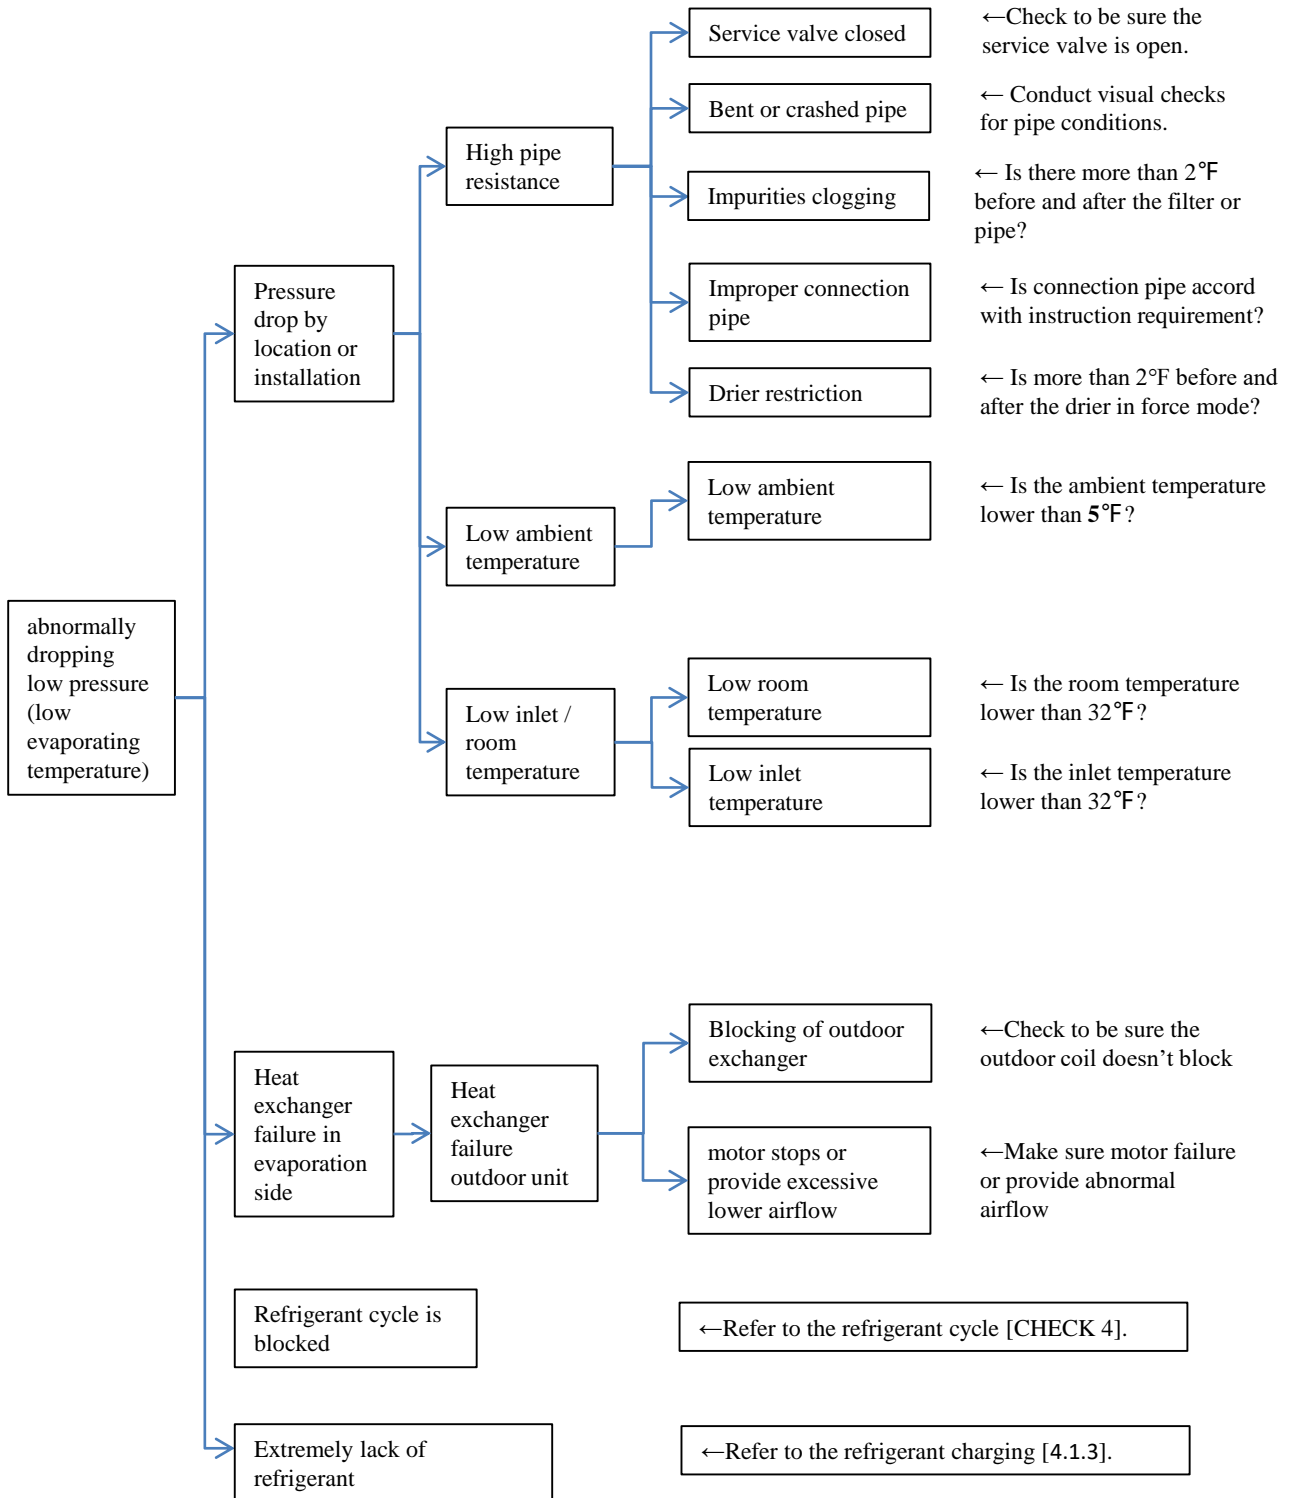 Service valve closed
←Check to be sure the
service valve is open.
Bent or crashed pipe
← Conduct visual checks
for pipe conditions.
High pipe
resistance
Impurities clogging
← Is there more than 2℉
before and after the filter or
pipe?
Pressure
drop by
location or
installation
Improper connection
pipe
← Is connection pipe accord
with instruction requirement?
Drier restriction
← Is more than 2°F before and
after the drier in force mode?
Low ambient
temperature
Low ambient
temperature
← Is the ambient temperature
lower than 5℉?
abnormally
dropping
low pressure
(low
evaporating
temperature)
Low inlet /
room
temperature
Low room
temperature
← Is the room temperature
lower than 32℉?
Low inlet
temperature
← Is the inlet temperature
lower than 32℉?
Heat
exchanger
failure in
evaporation
side
Heat
exchanger
failure
outdoor unit
Blocking of outdoor
exchanger
←Check to be sure the
outdoor coil doesn’t block
motor stops or
provide excessive
lower airflow
←Make sure motor failure
or provide abnormal
airflow
Refrigerant cycle is
blocked
←Refer to the refrigerant cycle [CHECK 4].
Extremely lack of
refrigerant
←Refer to the refrigerant charging [4.1.3].